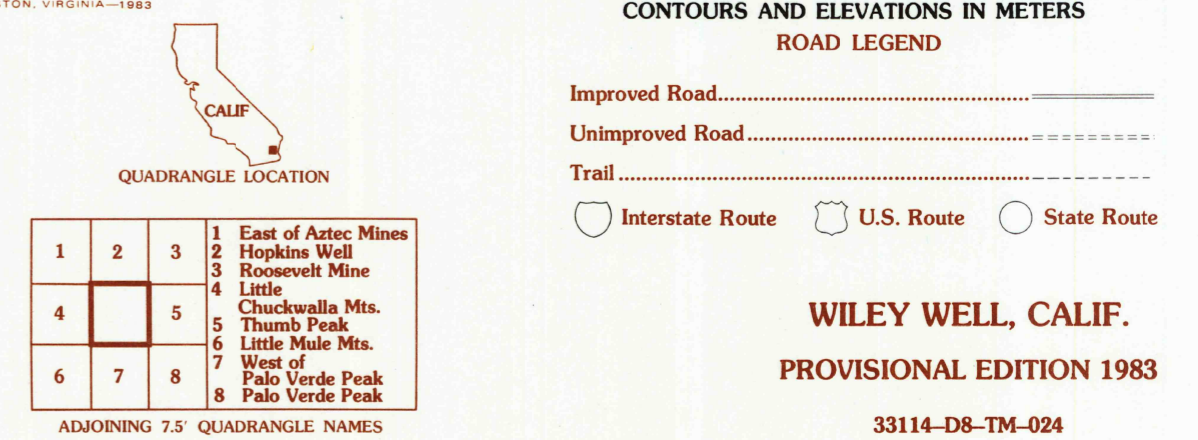 TON, VIRGINIA—1983
CALIF
QUADRANGLE LOCATION
1 2 3
4 5
6 7 8
1 East of Aztec Mines
2 Hopkins Well
3 Roosevelt Mine
4 Little
Chuckwalla Mts.
5 Thumb Peak
6 Little Mule Mts.
7 West of
Palo Verde Peak
8 Palo Verde Peak
ADJOINING 7.5' QUADRANGLE NAMES
CONTOURS AND ELEVATIONS IN METERS
ROAD LEGEND
Improved Road
Unimproved Road
Trail
Interstate Route U.S. Route State Route
WILEY WELL, CALIF.
PROVISIONAL EDITION 1983
33114–D8–TM–024